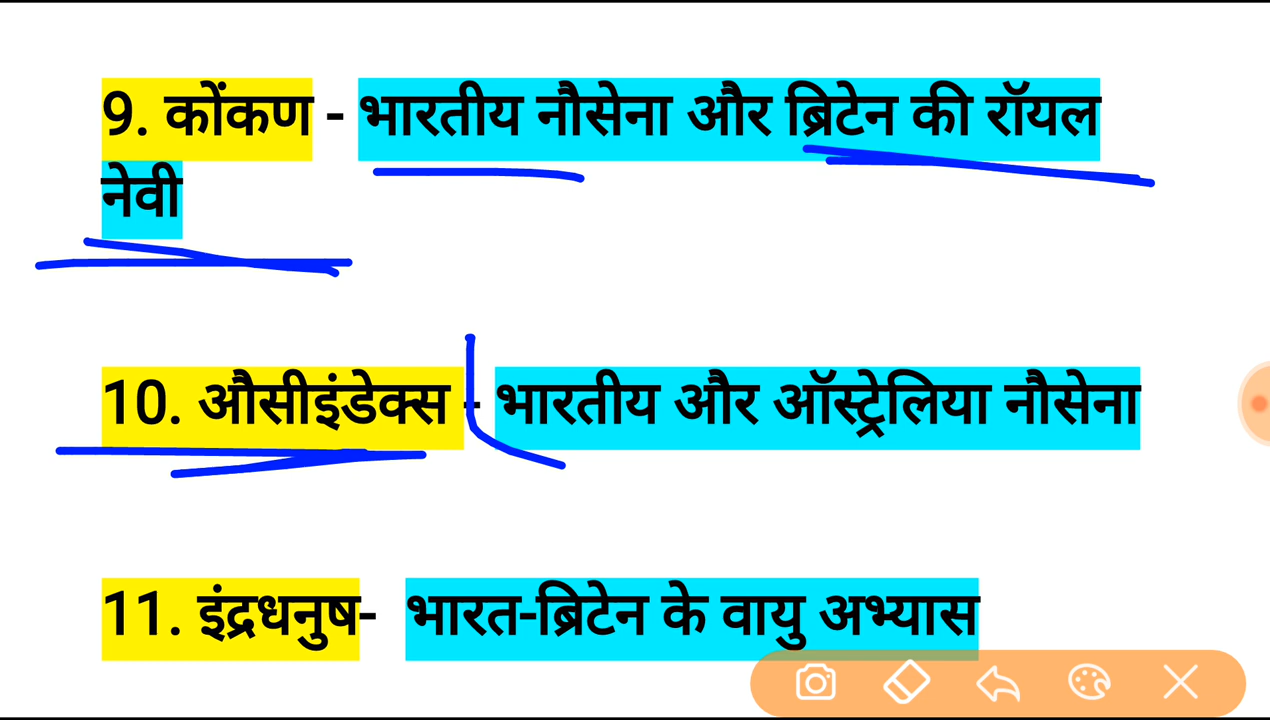 9. कोंकण - भारतीय नौसेना और ब्रिटेन की रॉयल
नेवी
10. औसीइंडेक्स - भारतीय और ऑस्ट्रेलिया नौसेना
11. इंद्रधनुष- भारत-ब्रिटेन के वायु अभ्यास